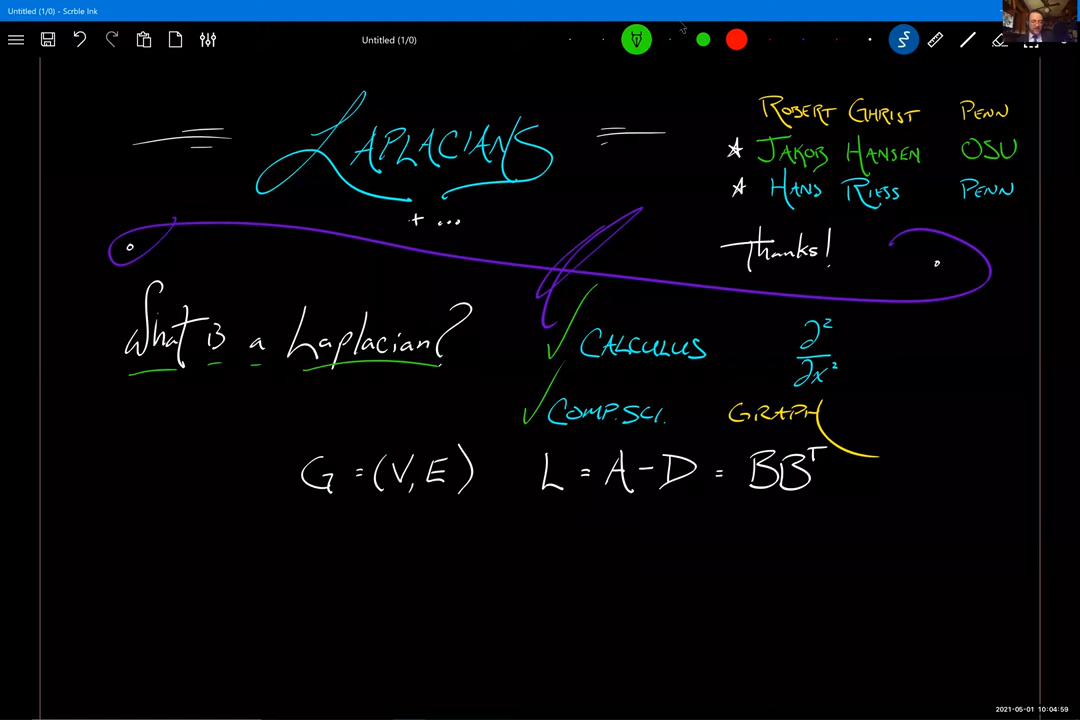 Untitled (1/0) - Scrble Ink
Untitled (1/0)
LAPLACIANS
+ ...
ROBERT GHRIST PENN
☆ JAKOB HANSEN OSU
☆ HANS RIESS PENN
Thanks!
What is a Laplacian?
✓ CALCULUS ∂²/∂x²
✓ COMP. SCI. GRAPH
G = (V, E) L = A - D = BBᵀ
2021-05-01 10:04:59